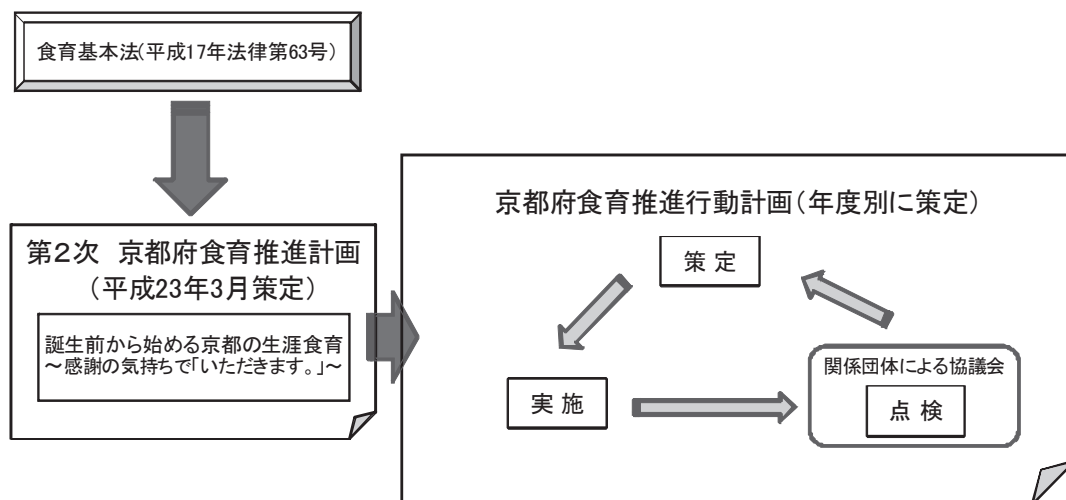 食育基本法(平成17年法律第63号)
第2次 京都府食育推進計画
(平成23年3月策定)
誕生前から始める京都の生涯食育
～感謝の気持ちで｢いただきます。｣～
京都府食育推進行動計画(年度別に策定)
策 定
実 施
関係団体による協議会
点 検